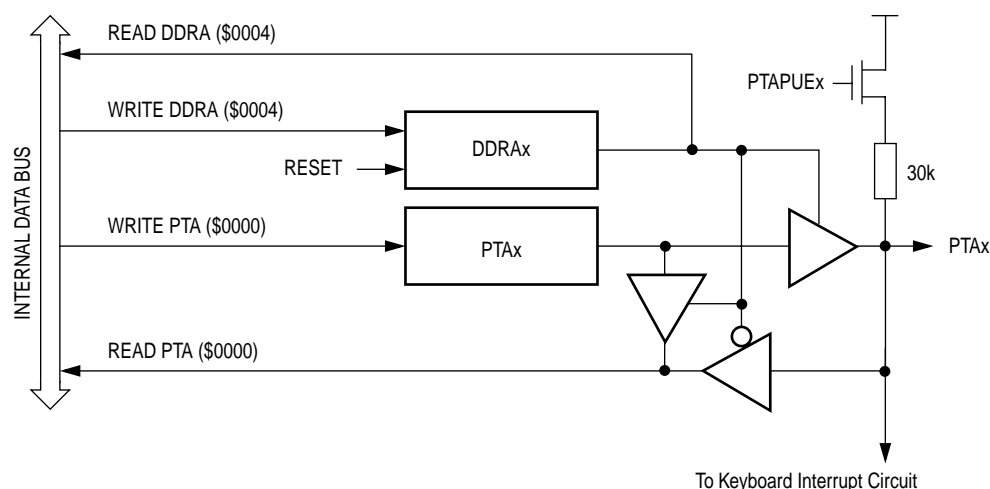 READ DDRA ($0004)
PTAPUEx
WRITE DDRA ($0004)
DDRAx
RESET
30k
WRITE PTA ($0000)
PTAx
PTAx
INTERNAL DATA BUS
READ PTA ($0000)
To Keyboard Interrupt Circuit